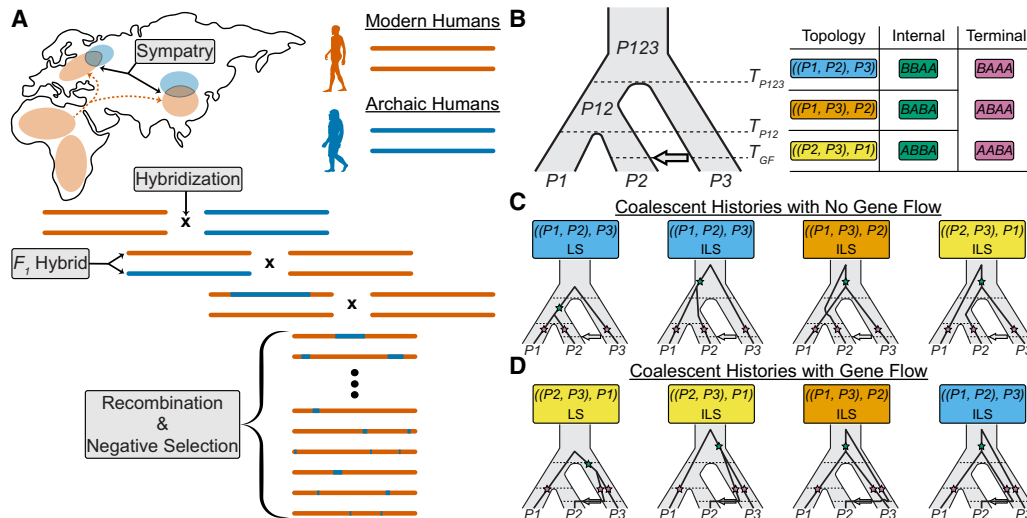 A
Sympatry
Modern Humans
Archaic Humans
Hybridization
x
F1 Hybrid
x
x
Recombination
&
Negative Selection
B
P123
P12
P1 P2 P3
TP123
TP12
TGF
Topology Internal Terminal
((P1, P2), P3) BBAA BAAA
((P1, P3), P2) BABA ABAA
((P2, P3), P1) ABBA AABA
C
Coalescent Histories with No Gene Flow
((P1, P2), P3) ((P1, P2), P3) ((P1, P3), P2) ((P2, P3), P1)
LS ILS ILS ILS
P1 P2 P3 P1 P2 P3 P1 P2 P3 P1 P2 P3
D
Coalescent Histories with Gene Flow
((P2, P3), P1) ((P2, P3), P1) ((P1, P3), P2) ((P1, P2), P3)
LS ILS ILS ILS
P1 P2 P3 P1 P2 P3 P1 P2 P3 P1 P2 P3